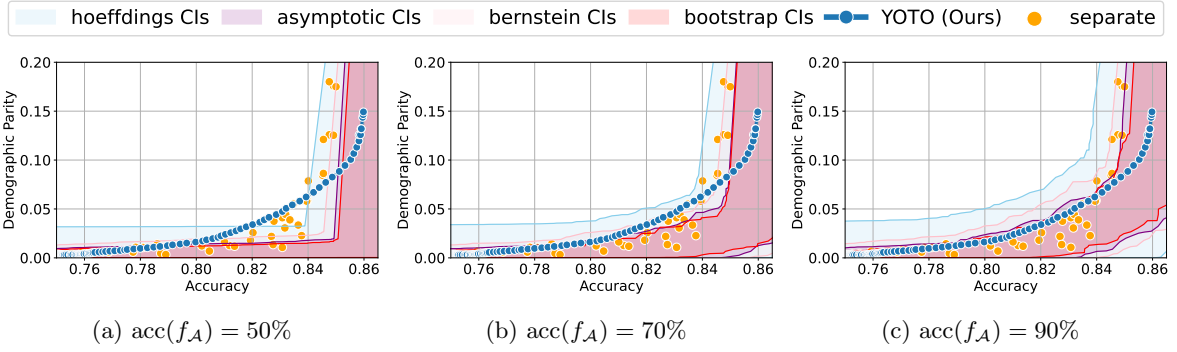 hoeffdings CIs asymptotic CIs bernstein CIs bootstrap CIs YOTO (Ours) separate
Demographic Parity
0.20
0.15
0.10
0.05
0.00
0.76 0.78 0.80 0.82 0.84 0.86
Accuracy
(a) acc(f_𝒜) = 50%
Demographic Parity
0.20
0.15
0.10
0.05
0.00
0.76 0.78 0.80 0.82 0.84 0.86
Accuracy
(b) acc(f_𝒜) = 70%
Demographic Parity
0.20
0.15
0.10
0.05
0.00
0.76 0.78 0.80 0.82 0.84 0.86
Accuracy
(c) acc(f_𝒜) = 90%